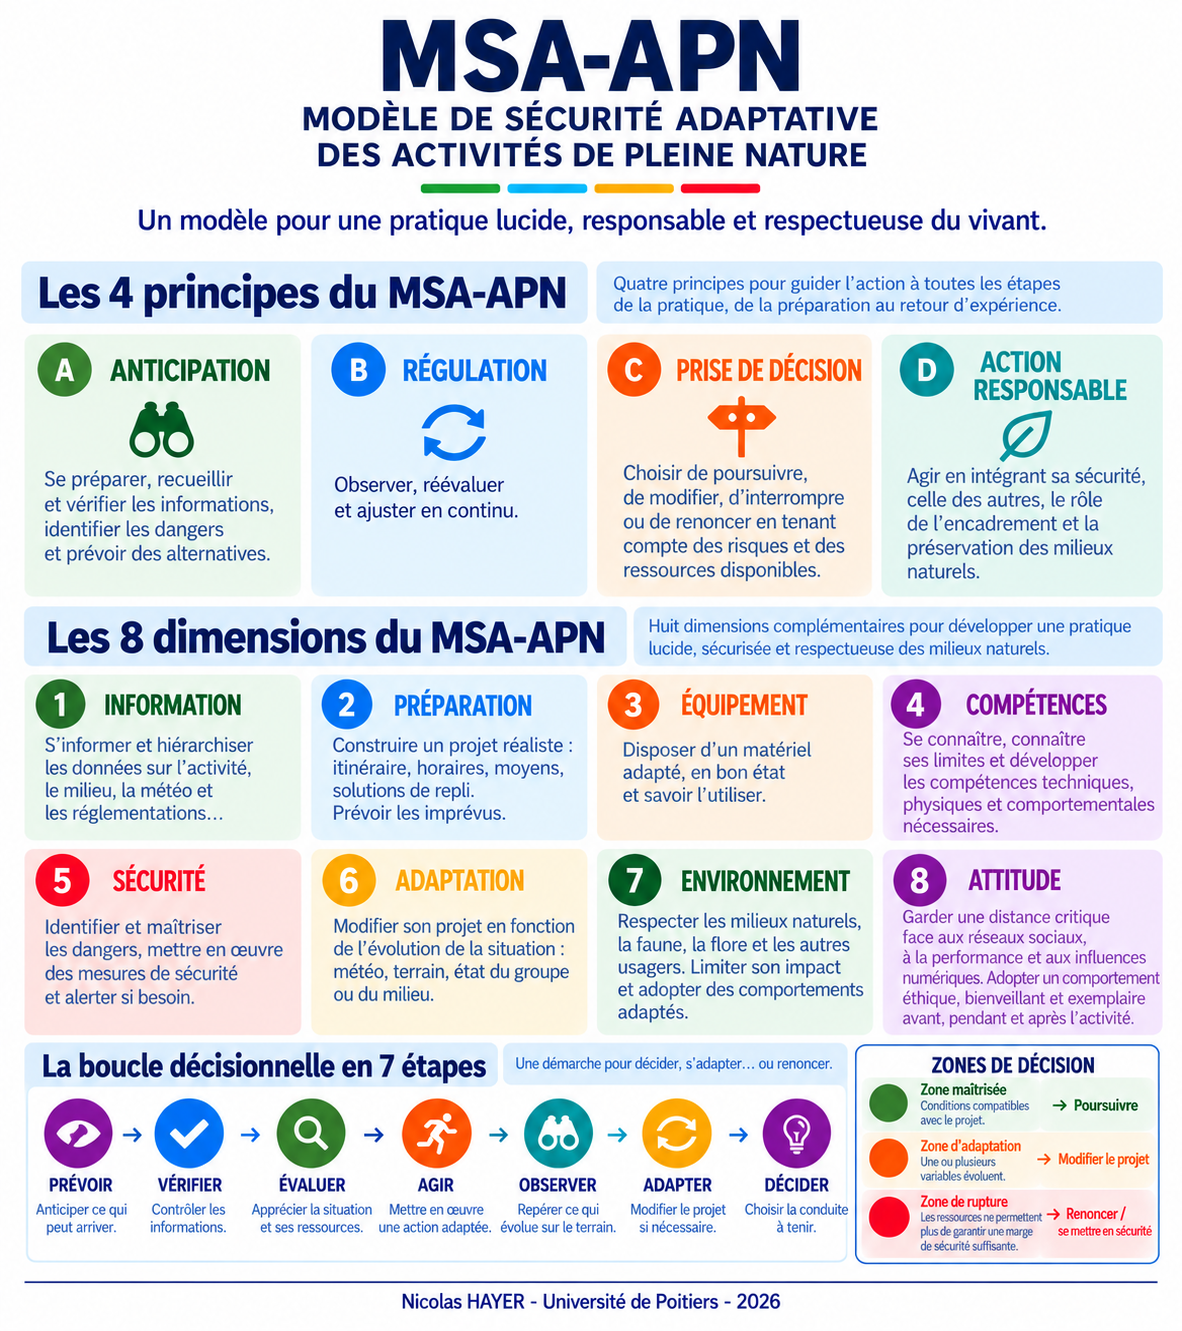 MSA-APN
MODÈLE DE SÉCURITÉ ADAPTATIVE
DES ACTIVITÉS DE PLEINE NATURE
Un modèle pour une pratique lucide, responsable et respectueuse du vivant.
Les 4 principes du MSA-APN
Quatre principes pour guider l'action à toutes les étapes
de la pratique, de la préparation au retour d'expérience.
A ANTICIPATION
Se préparer, recueillir
et vérifier les informations,
identifier les dangers
et prévoir des alternatives.
B RÉGULATION
Observer, réévaluer
et ajuster en continu.
C PRISE DE DÉCISION
Choisir de poursuivre,
de modifier, d'interrompre
ou de renoncer en tenant
compte des risques et des
ressources disponibles.
D ACTION
RESPONSABLE
Agir en intégrant sa sécurité,
celle des autres, le rôle
de l'encadrement et la
préservation des milieux
naturels.
Les 8 dimensions du MSA-APN
Huit dimensions complémentaires pour développer une pratique
lucide, sécurisée et respectueuse des milieux naturels.
1 INFORMATION
S'informer et hiérarchiser
les données sur l'activité,
le milieu, la météo et
les réglementations...
2 PRÉPARATION
Construire un projet réaliste :
itinéraire, horaires, moyens,
solutions de repli.
Prévoir les imprévus.
3 ÉQUIPEMENT
Disposer d'un matériel
adapté, en bon état
et savoir l'utiliser.
4 COMPÉTENCES
Se connaître, connaître
ses limites et développer
les compétences techniques,
physiques et comportementales
nécessaires.
5 SÉCURITÉ
Identifier et maîtriser
les dangers, mettre en œuvre
des mesures de sécurité
et alerter si besoin.
6 ADAPTATION
Modifier son projet en fonction
de l'évolution de la situation :
météo, terrain, état du groupe
ou du milieu.
7 ENVIRONNEMENT
Respecter les milieux naturels,
la faune, la flore et les autres
usagers. Limiter son impact
et adopter des comportements
adaptés.
8 ATTITUDE
Garder une distance critique
face aux réseaux sociaux,
à la performance et aux influences
numériques. Adopter un comportement
éthique, bienveillant et exemplaire
avant, pendant et après l'activité.
La boucle décisionnelle en 7 étapes
Une démarche pour décider, s'adapter... ou renoncer.
PRÉVOIR
Anticiper ce qui
peut arriver.
VÉRIFIER
Contrôler les
informations.
ÉVALUER
Apprécier la situation
et ses ressources.
AGIR
Mettre en œuvre
une action adaptée.
OBSERVER
Repérer ce qui
évolue sur le terrain.
ADAPTER
Modifier le projet
si nécessaire.
DÉCIDER
Choisir la conduite
à tenir.
ZONES DE DÉCISION
Zone maîtrisée
Conditions compatibles
avec le projet.
→ Poursuivre
Zone d'adaptation
Une ou plusieurs
variables évoluent.
→ Modifier le projet
Zone de rupture
Les ressources ne permettent
plus de garantir une marge
de sécurité suffisante.
→ Renoncer /
se mettre en sécurité
Nicolas HAYER - Université de Poitiers - 2026